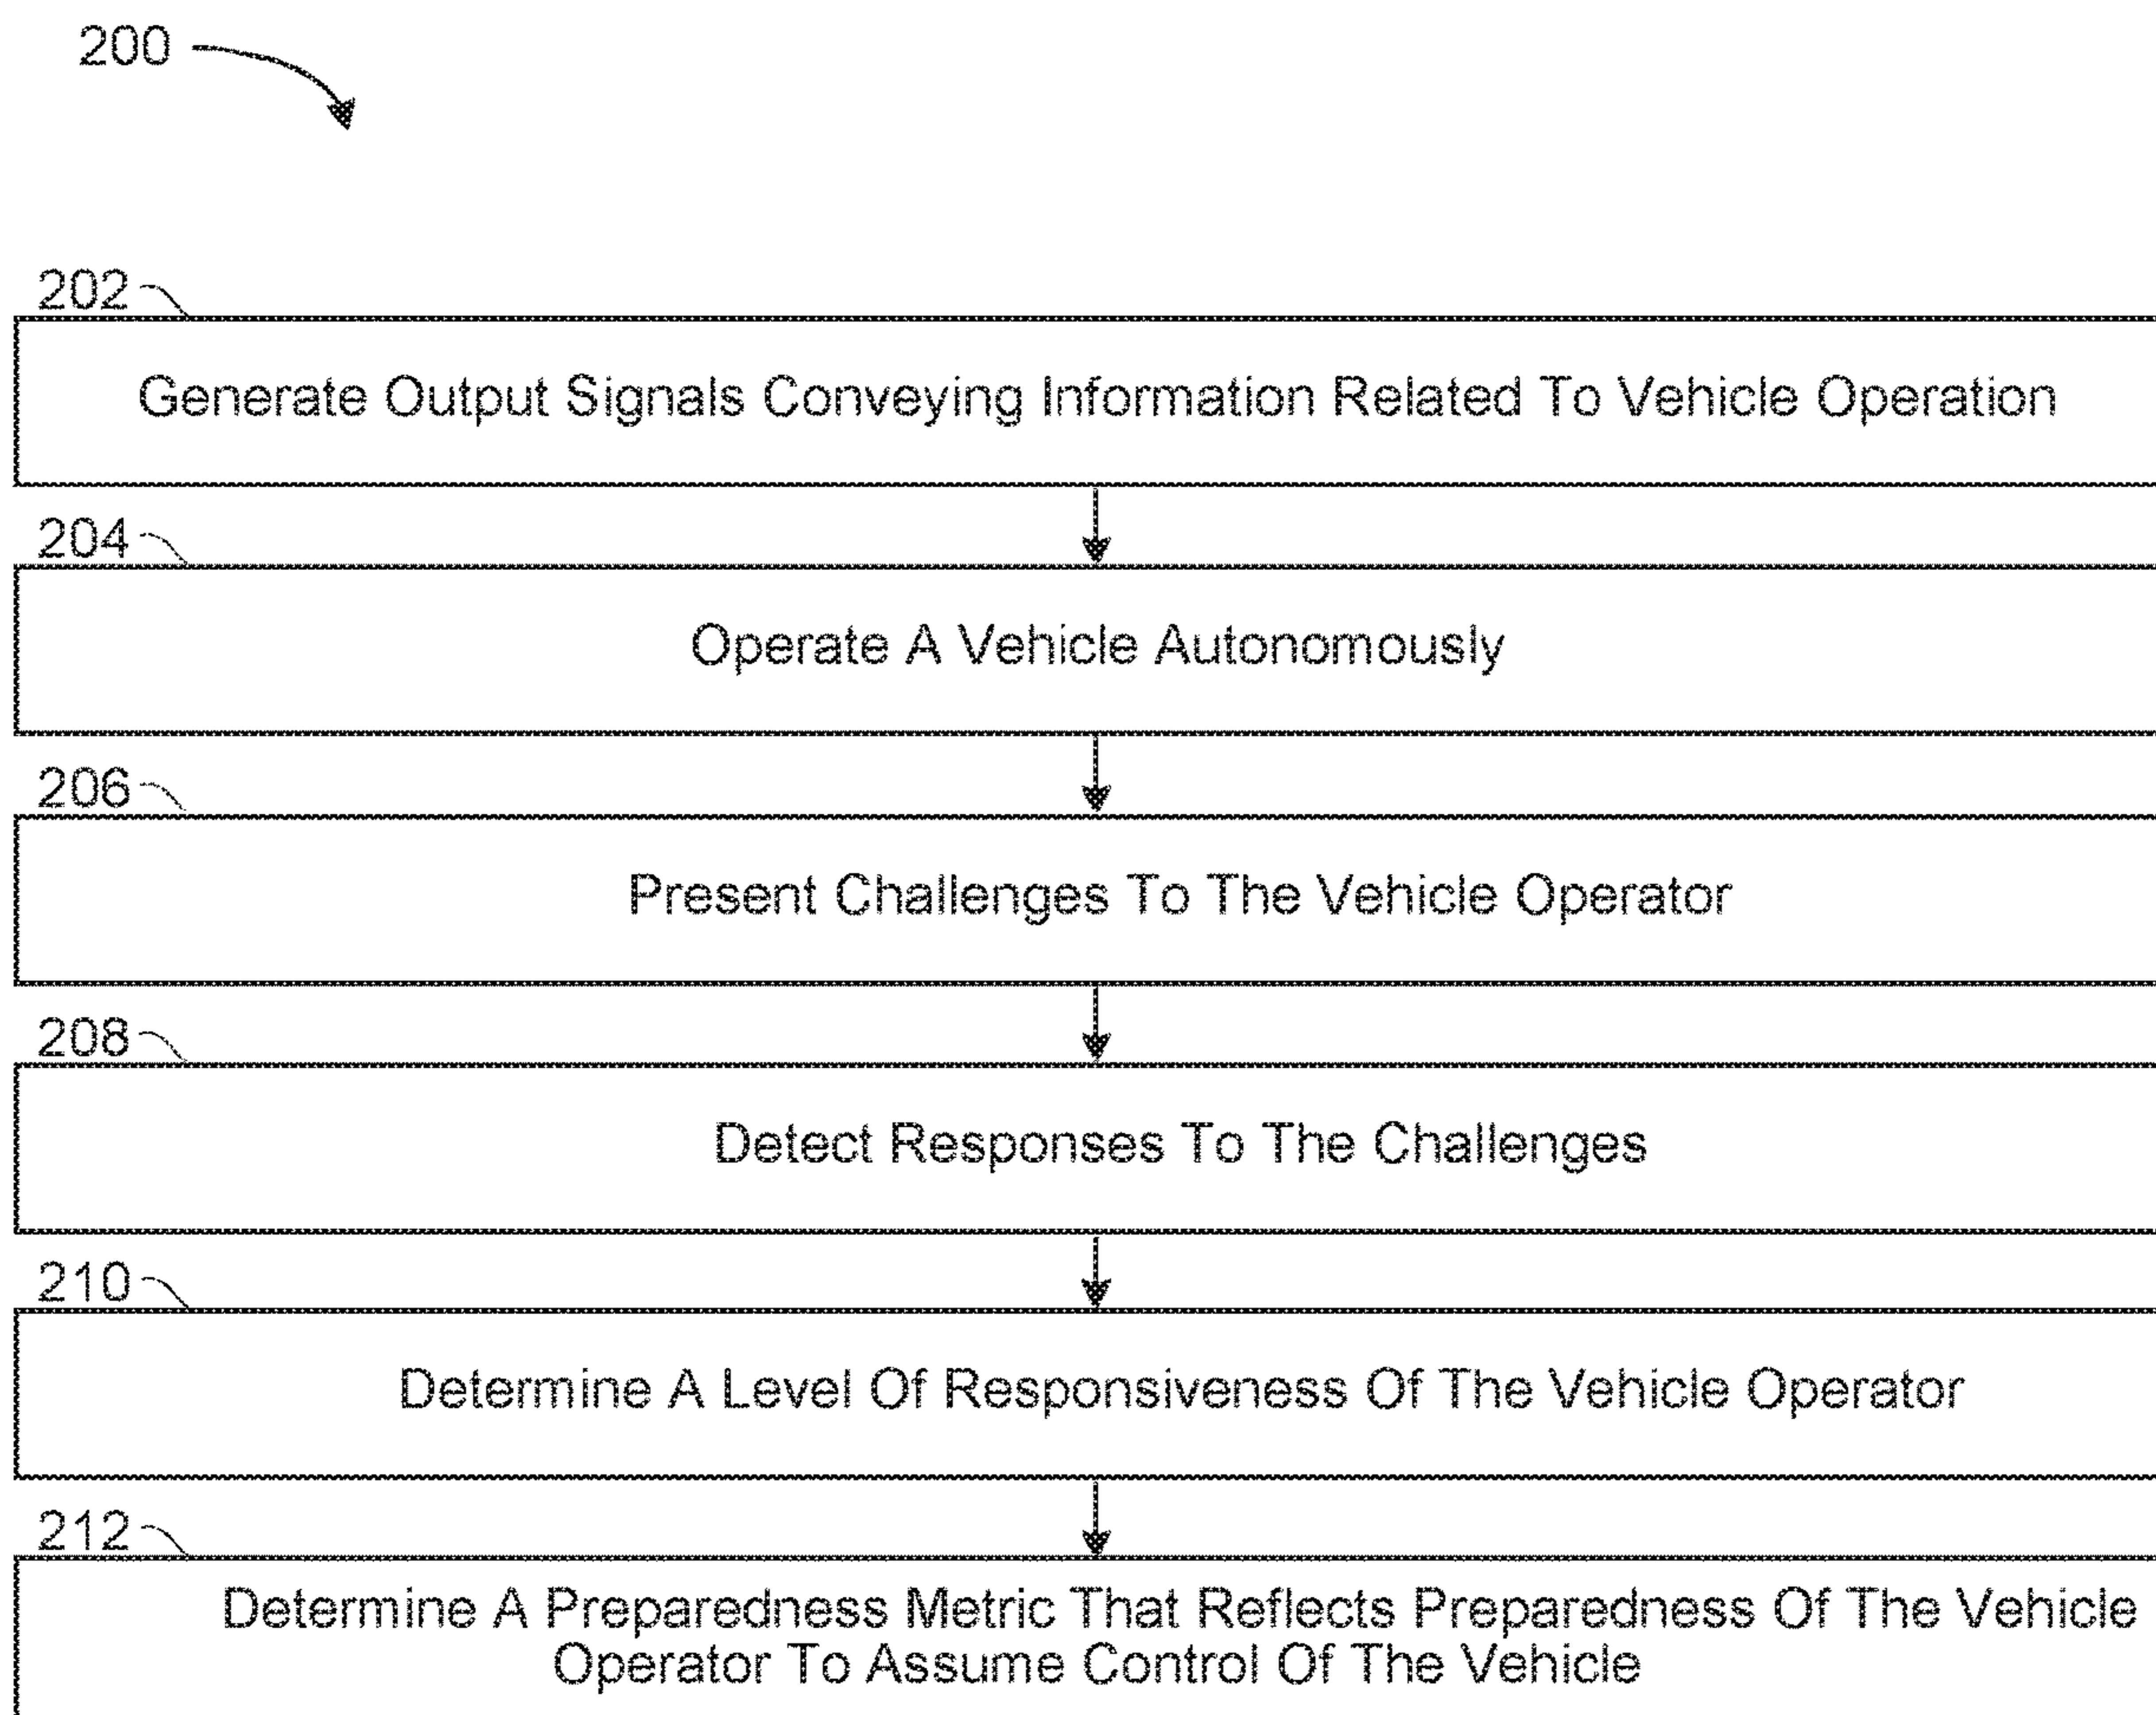 200
202
Generate Output Signals Conveying Information Related To Vehicle Operation
204
Operate A Vehicle Autonomously
206
Present Challenges To The Vehicle Operator
208
Detect Responses To The Challenges
210
Determine A Level Of Responsiveness Of The Vehicle Operator
212
Determine A Preparedness Metric That Reflects Preparedness Of The Vehicle
Operator To Assume Control Of The Vehicle